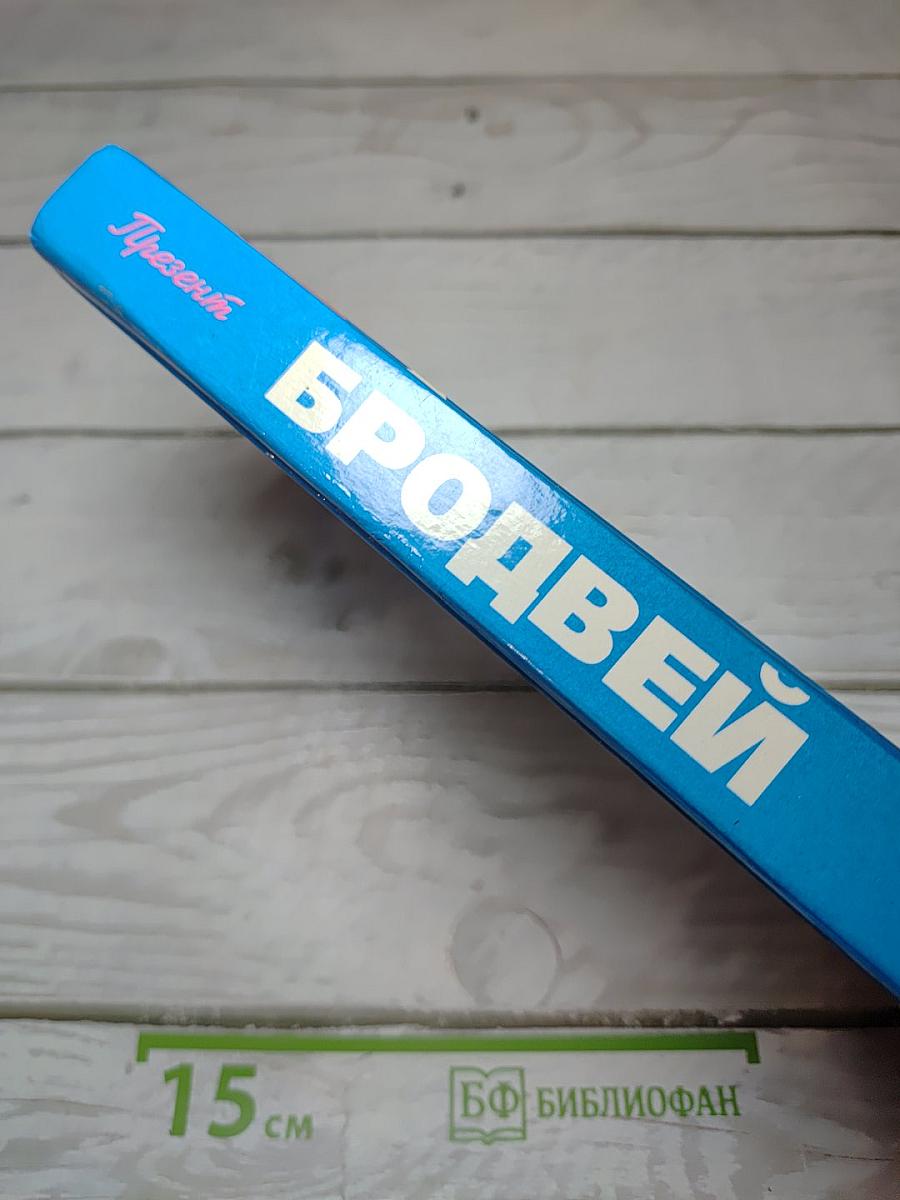 Презент
БРОДВЕЙ
15 см
БФ БИБЛИОФАН